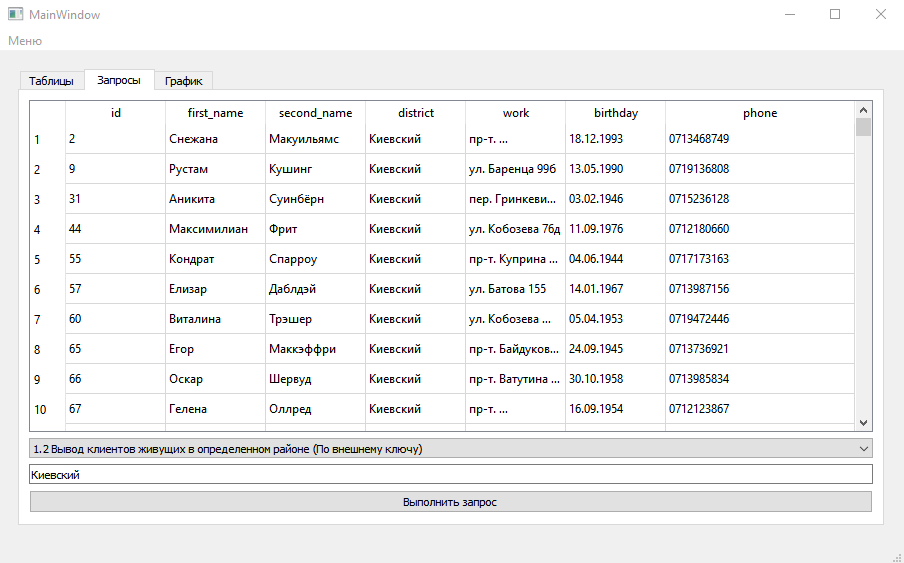 MainWindow
Меню
Таблицы Запросы График
id first_name second_name district work birthday phone
1 2 Снежана Макуильямс Киевский пр-т. ... 18.12.1993 0713468749
2 9 Рустам Кушинг Киевский ул. Баренца 99б 13.05.1990 0719136808
3 31 Аникита Суинбёрн Киевский пер. Гринкеви... 03.02.1946 0715236128
4 44 Максимилиан Фрит Киевский ул. Кобозева 76д 11.09.1976 0712180660
5 55 Кондрат Спарроу Киевский пр-т. Куприна ... 04.06.1944 0717173163
6 57 Елизар Даблдэй Киевский ул. Батова 155 14.01.1967 0713987156
7 60 Виталина Трэшер Киевский ул. Кобозева ... 05.04.1953 0719472446
8 65 Егор Маккэффри Киевский пр-т. Байдуков... 24.09.1945 0713736921
9 66 Оскар Шервуд Киевский пр-т. Ватутина ... 30.10.1958 0713985834
10 67 Гелена Оллред Киевский пр-т. ... 16.09.1954 0712123867
1.2 Вывод клиентов живущих в определенном районе (По внешнему ключу)
Киевский
Выполнить запрос